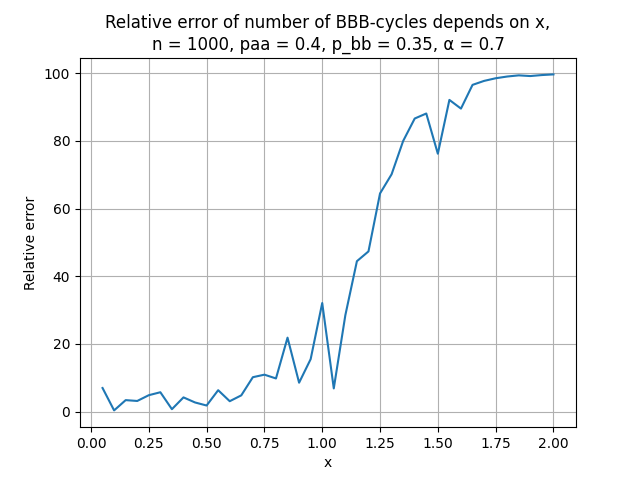 Relative error of number of BBB-cycles depends on x,
n = 1000, paa = 0.4, p_bb = 0.35, α = 0.7
Relative error
100
80
60
40
20
0
0.00 0.25 0.50 0.75 1.00 1.25 1.50 1.75 2.00
x